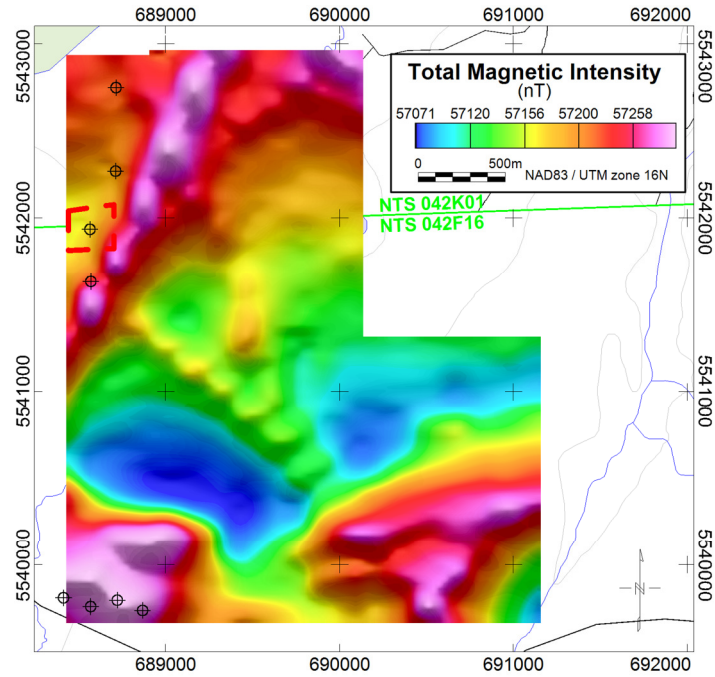 689000 690000 691000 692000
5543000 5543000
Total Magnetic Intensity
(nT)
57071 57120 57156 57200 57258
0 500m NAD83 / UTM zone 16N
NTS 042K01
5542000 5542000
NTS 042F16
5541000 5541000
5540000 5540000
N
689000 690000 691000 692000